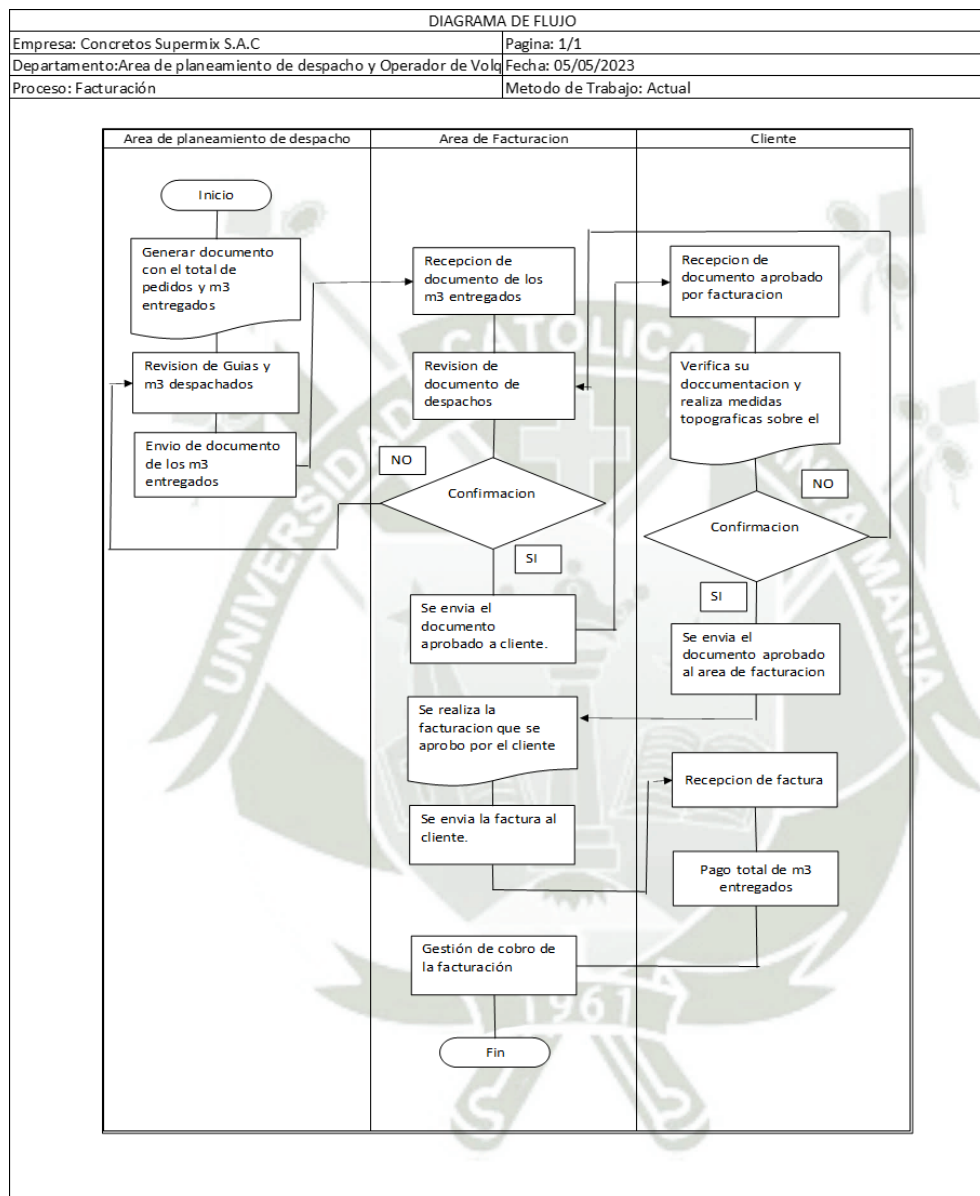 DIAGRAMA DE FLUJO
Empresa: Concretos Supermix S.A.C
Pagina: 1/1
Departamento:Area de planeamiento de despacho y Operador de Volq
Fecha: 05/05/2023
Proceso: Facturación
Metodo de Trabajo: Actual
Area de planeamiento de despacho
Area de Facturacion
Cliente
Inicio
Generar documento
con el total de
pedidos y m3
entregados
Revision de Guias y
m3 despachados
Envio de documento
de los m3
entregados
Recepcion de
documento de los
m3 entregados
Revision de
documento de
despachos
NO
Confirmacion
SI
Se envia el
documento
aprobado a cliente.
Recepcion de
documento aprobado
por facturacion
Verifica su
doccumentacion y
realiza medidas
topograficas sobre el
NO
Confirmacion
SI
Se envia el
documento aprobado
al area de facturacion
Se realiza la
facturacion que se
aprobo por el cliente
Se envia la factura al
cliente.
Recepcion de factura
Pago total de m3
entregados
Gestión de cobro de
la facturación
Fin
UNIVERSIDAD CATOLICA
MARIA
1961